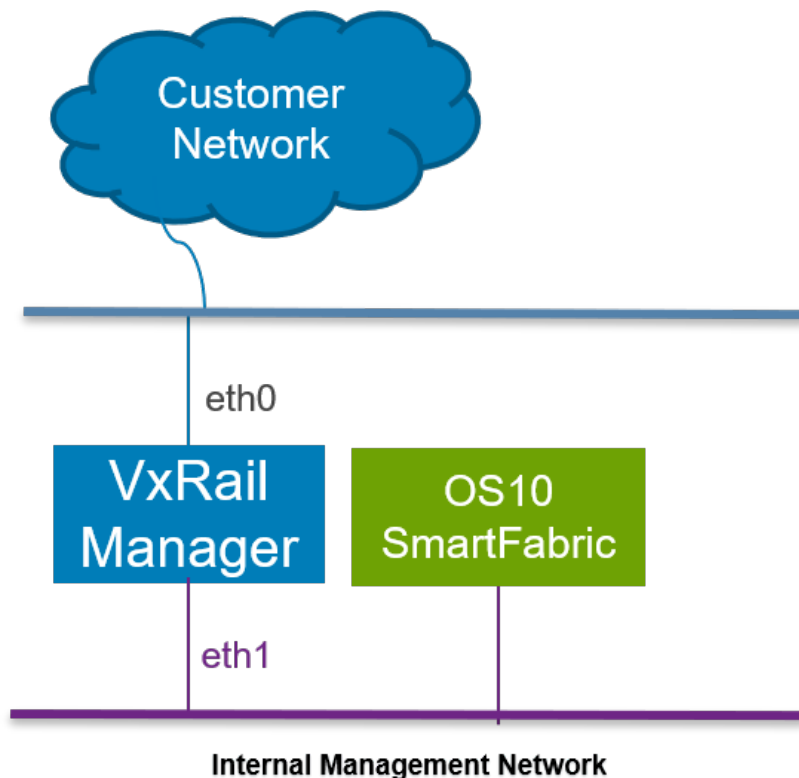 Customer
Network
eth0
VxRail
Manager
OS10
SmartFabric
eth1
Internal Management Network